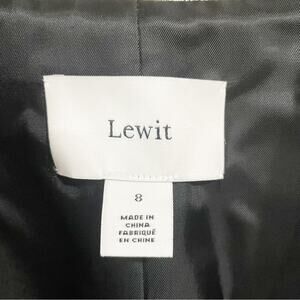 Lewit
8
MADE IN
CHINA
FABRIQUÉ
EN CHINE